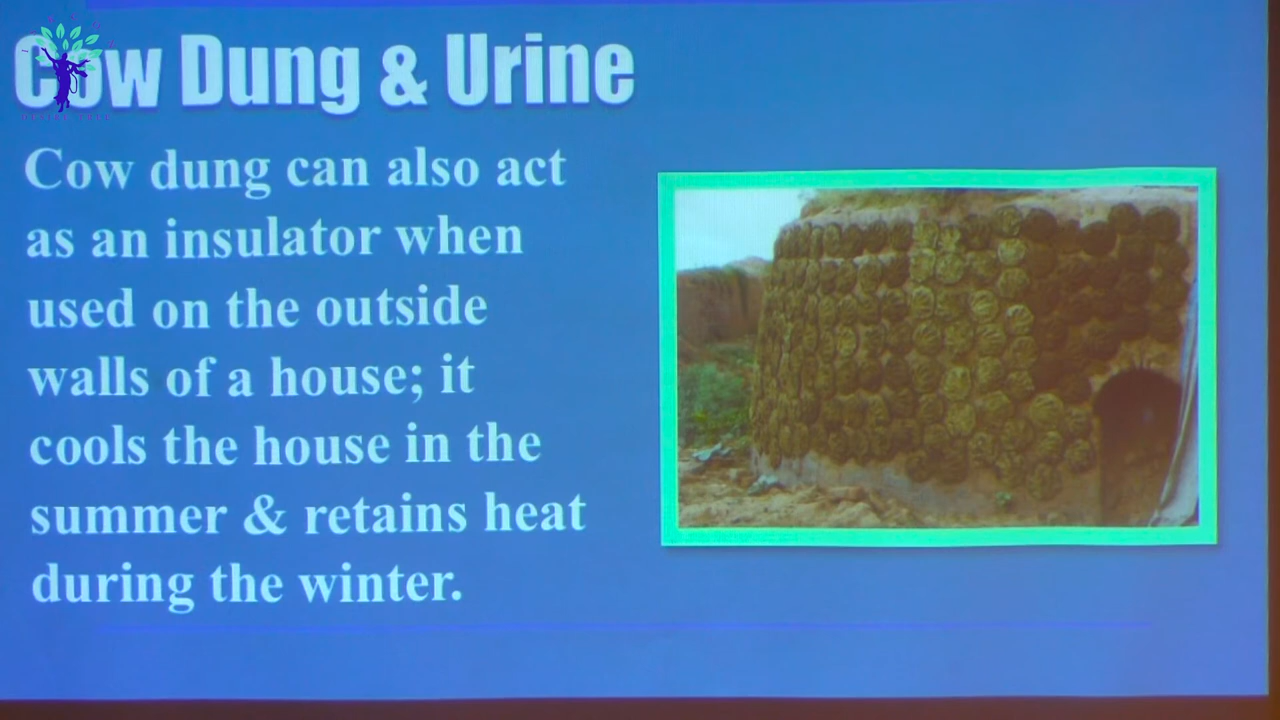 Cow Dung & Urine
Cow dung can also act
as an insulator when
used on the outside
walls of a house; it
cools the house in the
summer & retains heat
during the winter.